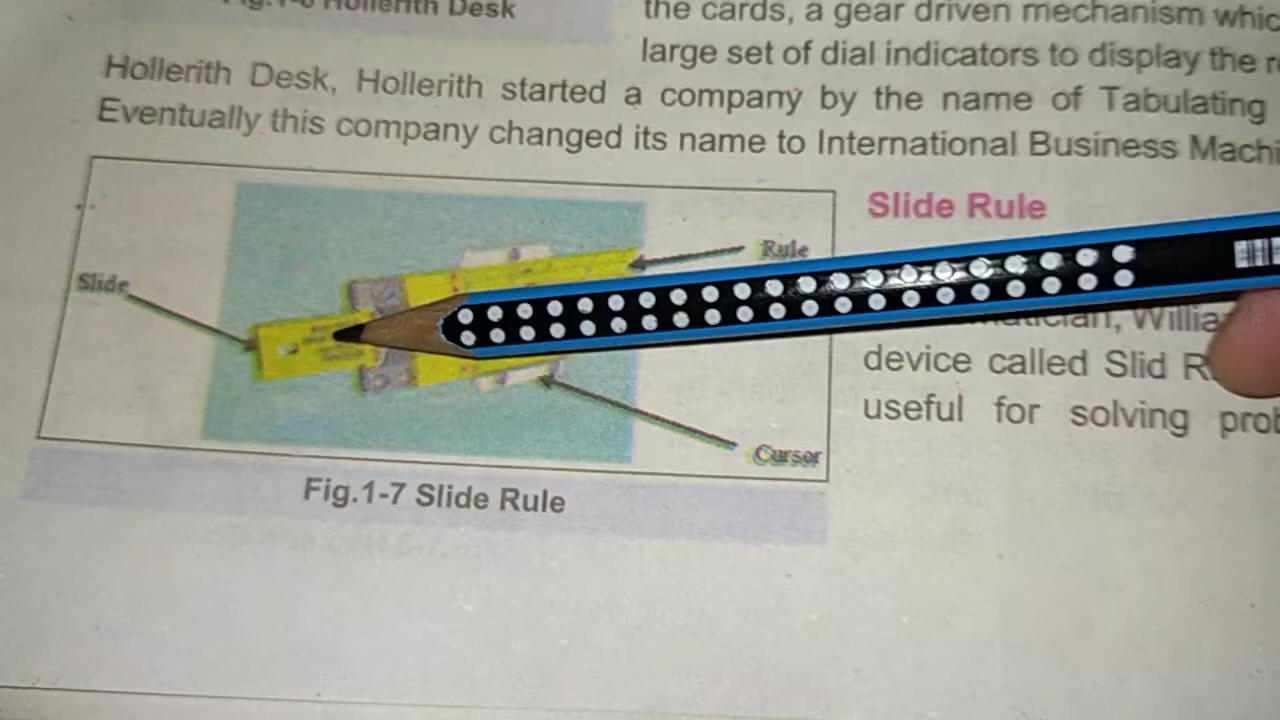 Hollerith Desk
the cards, a gear driven mechanism
large set of dial indicators to display the
Hollerith Desk, Hollerith started a company by the name of Tabulating
Eventually this company changed its name to International Business
Slide
Rule
Cursor
Fig.1-7 Slide Rule
Slide Rule
device called Slid
useful for solving